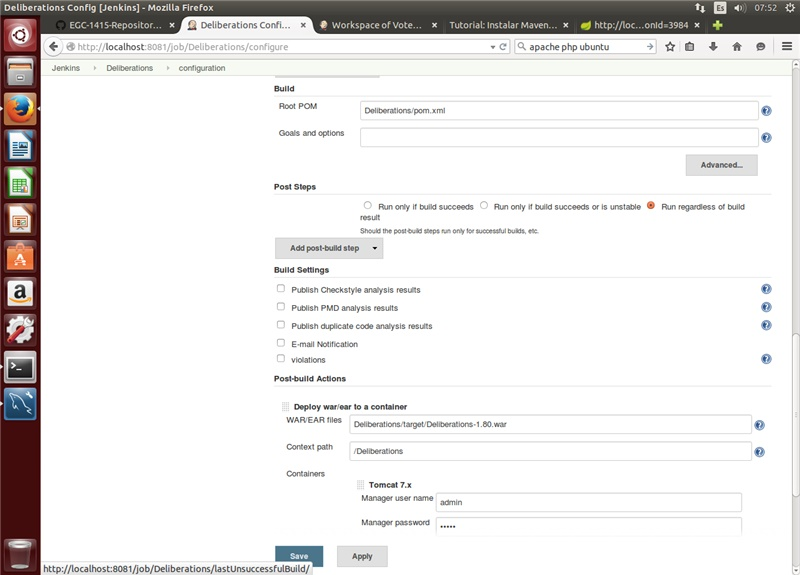 Deliberations Config [Jenkins] - Mozilla Firefox
Es
07:52
EGC-1415-Repositor...
Deliberations Confi...
Workspace of Vote...
Tutorial: Instalar Maven...
http://loc...onId=3984
http://localhost:8081/job/Deliberations/configure
apache php ubuntu
Jenkins
Deliberations
configuration
Build
Root POM
Deliberations/pom.xml
Goals and options
Advanced...
Post Steps
Run only if build succeeds
Run only if build succeeds or is unstable
Run regardless of build
result
Should the post-build steps run only for successful builds, etc.
Add post-build step
Build Settings
Publish Checkstyle analysis results
Publish PMD analysis results
Publish duplicate code analysis results
E-mail Notification
violations
Post-build Actions
Deploy war/ear to a container
WAR/EAR files
Deliberations/target/Deliberations-1.80.war
Context path
/Deliberations
Containers
Tomcat 7.x
Manager user name
admin
Manager password
•••••
Save
Apply
http://localhost:8081/job/Deliberations/lastUnsuccessfulBuild/